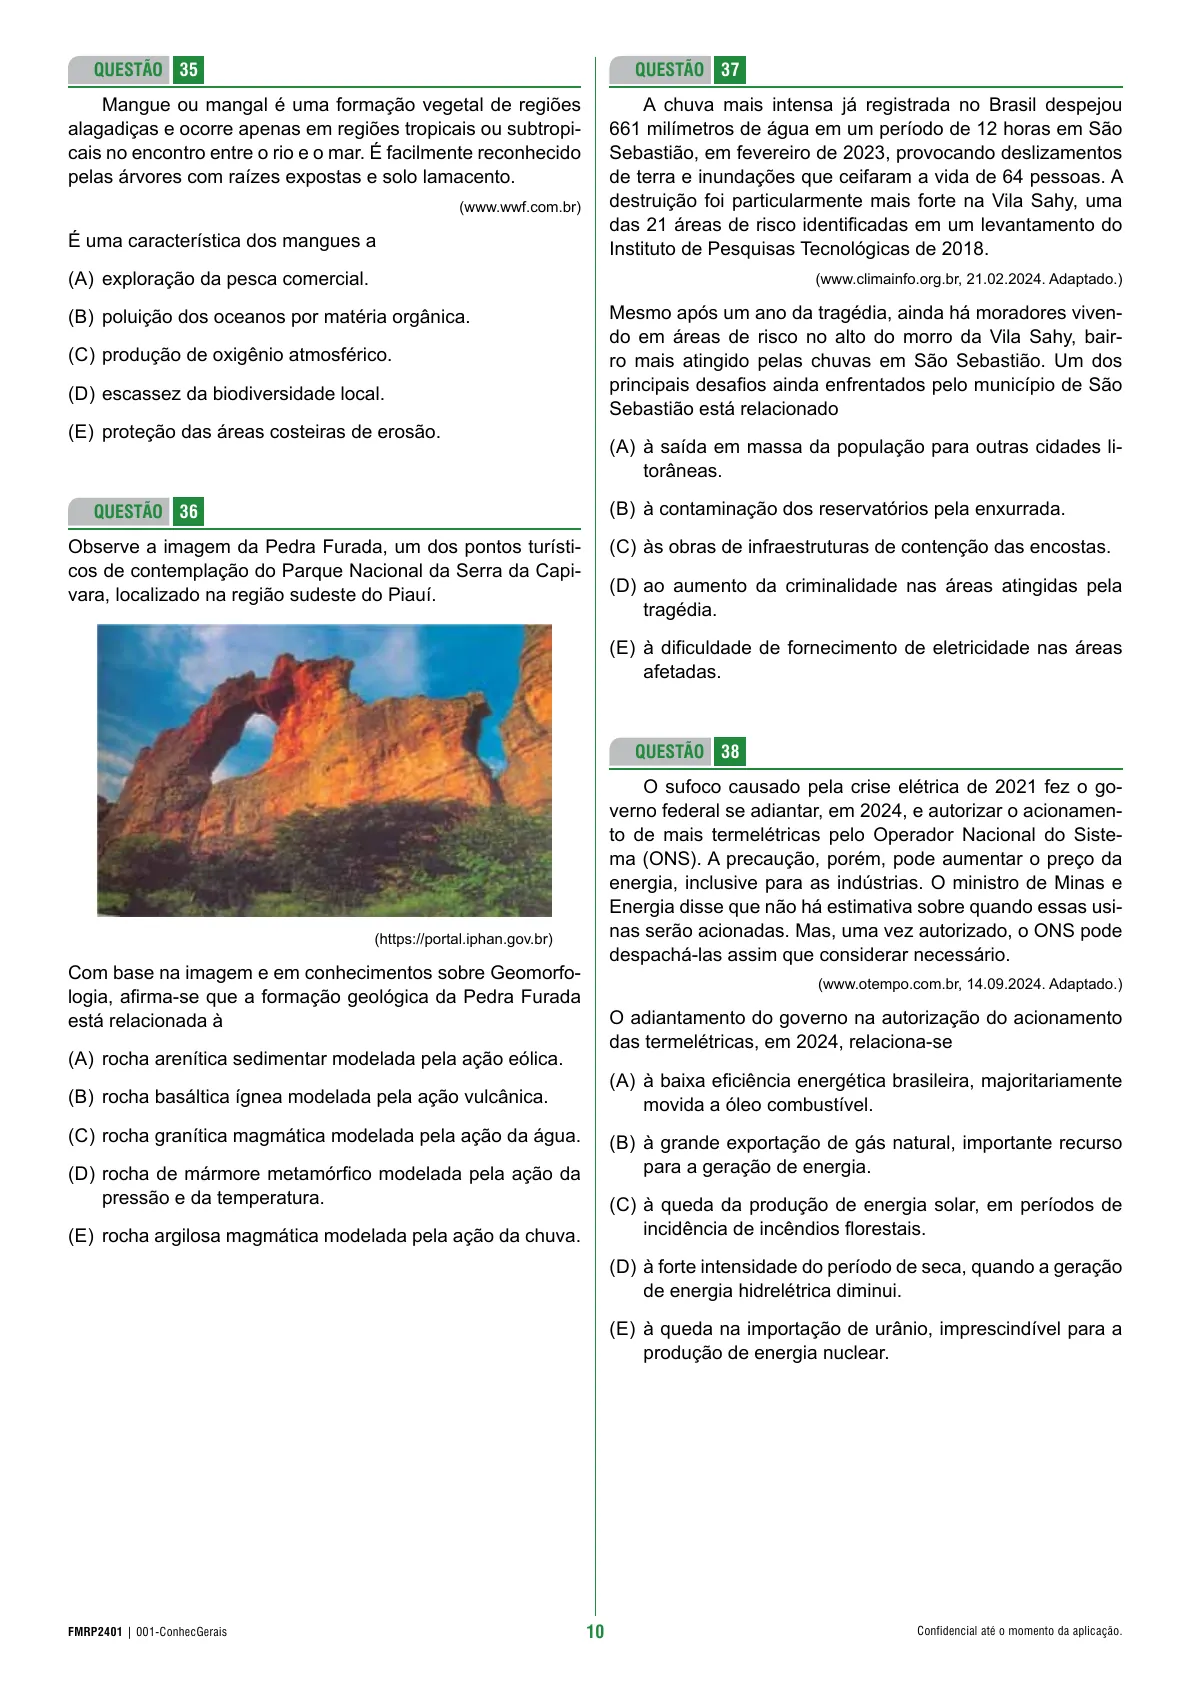 QUESTÃO 35
Mangue ou mangal é uma formação vegetal de regiões
alagadiças e ocorre apenas em regiões tropicais ou subtropi-
cais no encontro entre o rio e o mar. É facilmente reconhecido
pelas árvores com raízes expostas e solo lamacento.
(www.wwf.com.br)
É uma característica dos mangues a
(A) exploração da pesca comercial.
(B) poluição dos oceanos por matéria orgânica.
(C) produção de oxigênio atmosférico.
(D) escassez da biodiversidade local.
(E) proteção das áreas costeiras de erosão.
QUESTÃO 36
Observe a imagem da Pedra Furada, um dos pontos turísti-
cos de contemplação do Parque Nacional da Serra da Capi-
vara, localizado na região sudeste do Piauí.
(https://portal.iphan.gov.br)
Com base na imagem e em conhecimentos sobre Geomorfo-
logia, afirma-se que a formação geológica da Pedra Furada
está relacionada à
(A) rocha arenítica sedimentar modelada pela ação eólica.
(B) rocha basáltica ígnea modelada pela ação vulcânica.
(C) rocha granítica magmática modelada pela ação da água.
(D) rocha de mármore metamórfico modelada pela ação da
pressão e da temperatura.
(E) rocha argilosa magmática modelada pela ação da chuva.
QUESTÃO 37
A chuva mais intensa já registrada no Brasil despejou
661 milímetros de água em um período de 12 horas em São
Sebastião, em fevereiro de 2023, provocando deslizamentos
de terra e inundações que ceifaram a vida de 64 pessoas. A
destruição foi particularmente mais forte na Vila Sahy, uma
das 21 áreas de risco identificadas em um levantamento do
Instituto de Pesquisas Tecnológicas de 2018.
(www.climainfo.org.br, 21.02.2024. Adaptado.)
Mesmo após um ano da tragédia, ainda há moradores viven-
do em áreas de risco no alto do morro da Vila Sahy, bair-
ro mais atingido pelas chuvas em São Sebastião. Um dos
principais desafios ainda enfrentados pelo município de São
Sebastião está relacionado
(A) à saída em massa da população para outras cidades li-
torâneas.
(B) à contaminação dos reservatórios pela enxurrada.
(C) às obras de infraestruturas de contenção das encostas.
(D) ao aumento da criminalidade nas áreas atingidas pela
tragédia.
(E) à dificuldade de fornecimento de eletricidade nas áreas
afetadas.
QUESTÃO 38
O sufoco causado pela crise elétrica de 2021 fez o go-
verno federal se adiantar, em 2024, e autorizar o acionamen-
to de mais termelétricas pelo Operador Nacional do Siste-
ma (ONS). A precaução, porém, pode aumentar o preço da
energia, inclusive para as indústrias. O ministro de Minas e
Energia disse que não há estimativa sobre quando essas usi-
nas serão acionadas. Mas, uma vez autorizado, o ONS pode
despachá-las assim que considerar necessário.
(www.otempo.com.br, 14.09.2024. Adaptado.)
O adiantamento do governo na autorização do acionamento
das termelétricas, em 2024, relaciona-se
(A) à baixa eficiência energética brasileira, majoritariamente
movida a óleo combustível.
(B) à grande exportação de gás natural, importante recurso
para a geração de energia.
(C) à queda da produção de energia solar, em períodos de
incidência de incêndios florestais.
(D) à forte intensidade do período de seca, quando a geração
de energia hidrelétrica diminui.
(E) à queda na importação de urânio, imprescindível para a
produção de energia nuclear.
FMRP2401 | 001-ConhecGerais
10
Confidencial até o momento da aplicação.